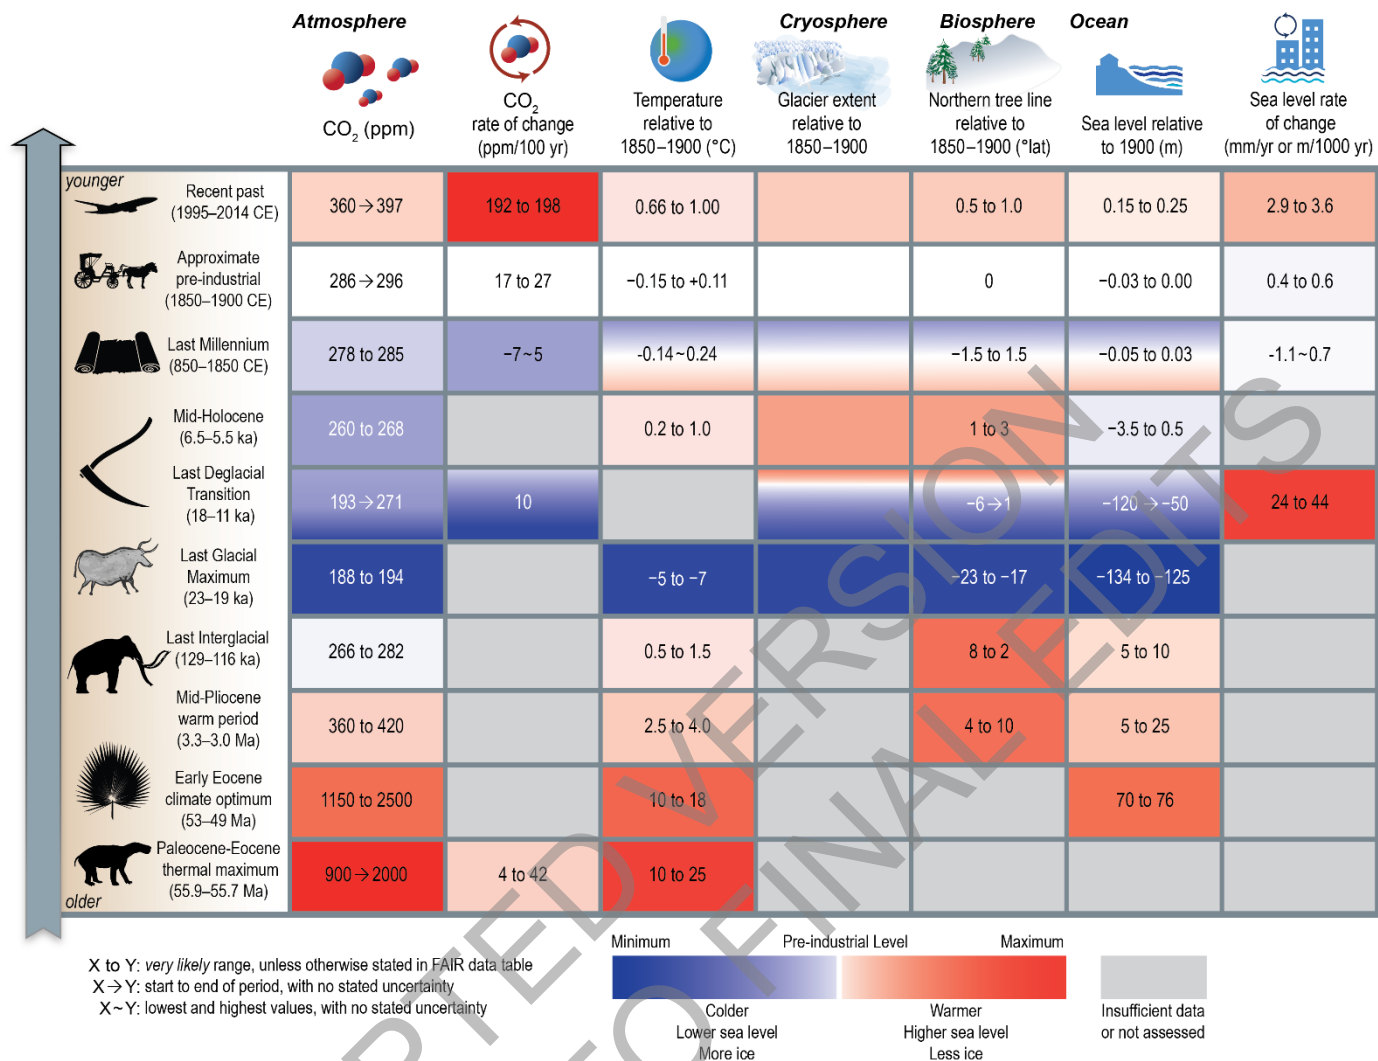 Atmosphere Cryosphere Biosphere Ocean
CO2 (ppm)
CO2
rate of change
(ppm/100 yr)
Temperature
relative to
1850–1900 (°C)
Glacier extent
relative to
1850–1900
Northern tree line
relative to
1850–1900 (°lat)
Sea level relative
to 1900 (m)
Sea level rate
of change
(mm/yr or m/1000 yr)
younger
Recent past
(1995–2014 CE)
360→397 192 to 198 0.66 to 1.00 0.5 to 1.0 0.15 to 0.25 2.9 to 3.6
Approximate
pre-industrial
(1850–1900 CE)
286→296 17 to 27 −0.15 to +0.11 0 −0.03 to 0.00 0.4 to 0.6
Last Millennium
(850–1850 CE)
278 to 285 −7~5 -0.14~0.24 −1.5 to 1.5 −0.05 to 0.03 -1.1~0.7
Mid-Holocene
(6.5–5.5 ka)
260 to 268 0.2 to 1.0 1 to 3 −3.5 to 0.5
Last Deglacial
Transition
(18–11 ka)
193→271 10 −6→1 −120→−50 24 to 44
Last Glacial
Maximum
(23–19 ka)
188 to 194 −5 to −7 −23 to −17 −134 to −125
Last Interglacial
(129–116 ka)
266 to 282 0.5 to 1.5 8 to 2 5 to 10
Mid-Pliocene
warm period
(3.3–3.0 Ma)
360 to 420 2.5 to 4.0 4 to 10 5 to 25
Early Eocene
climate optimum
(53–49 Ma)
1150 to 2500 10 to 18 70 to 76
Paleocene-Eocene
thermal maximum
(55.9–55.7 Ma)
900→2000 4 to 42 10 to 25
older
X to Y: very likely range, unless otherwise stated in FAIR data table
X→Y: start to end of period, with no stated uncertainty
X~Y: lowest and highest values, with no stated uncertainty
Minimum Pre-industrial Level Maximum
Colder
Lower sea level
More ice
Warmer
Higher sea level
Less ice
Insufficient data
or not assessed
PTED VERSION
TO FINAL EDITS